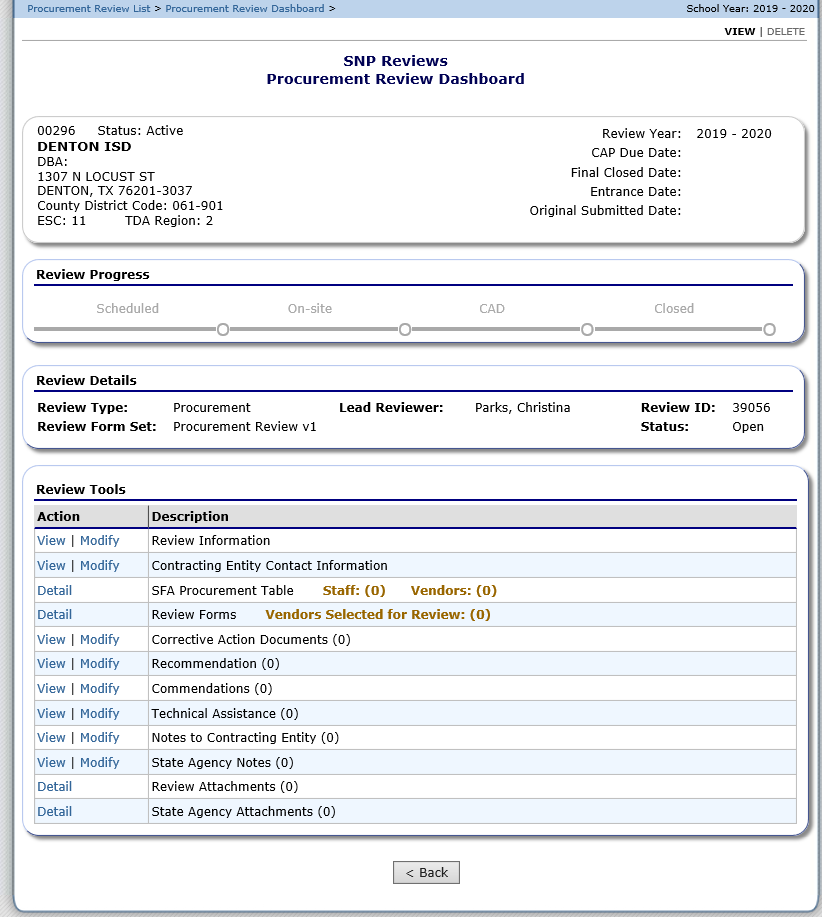 Procurement Review List > Procurement Review Dashboard > School Year: 2019 - 2020
VIEW | DELETE
SNP Reviews
Procurement Review Dashboard
00296 Status: Active
DENTON ISD
DBA:
1307 N LOCUST ST
DENTON, TX 76201-3037
County District Code: 061-901
ESC: 11 TDA Region: 2
Review Year: 2019 - 2020
CAP Due Date:
Final Closed Date:
Entrance Date:
Original Submitted Date:
Review Progress
Scheduled On-site CAD Closed
Review Details
Review Type: Procurement Lead Reviewer: Parks, Christina Review ID: 39056
Review Form Set: Procurement Review v1 Status: Open
Review Tools
Action Description
View | Modify Review Information
View | Modify Contracting Entity Contact Information
Detail SFA Procurement Table Staff: (0) Vendors: (0)
Detail Review Forms Vendors Selected for Review: (0)
View | Modify Corrective Action Documents (0)
View | Modify Recommendation (0)
View | Modify Commendations (0)
View | Modify Technical Assistance (0)
View | Modify Notes to Contracting Entity (0)
View | Modify State Agency Notes (0)
Detail Review Attachments (0)
Detail State Agency Attachments (0)
< Back